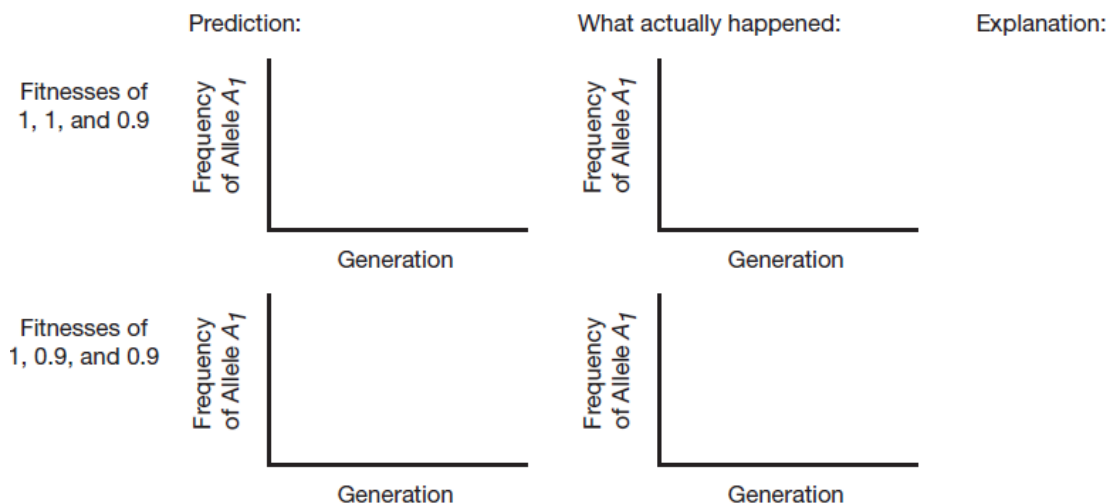 Prediction:
What actually happened:
Explanation:
Fitnesses of
1, 1, and 0.9
Frequency
of Allele A1
Generation
Frequency
of Allele A1
Generation
Fitnesses of
1, 0.9, and 0.9
Frequency
of Allele A1
Generation
Frequency
of Allele A1
Generation